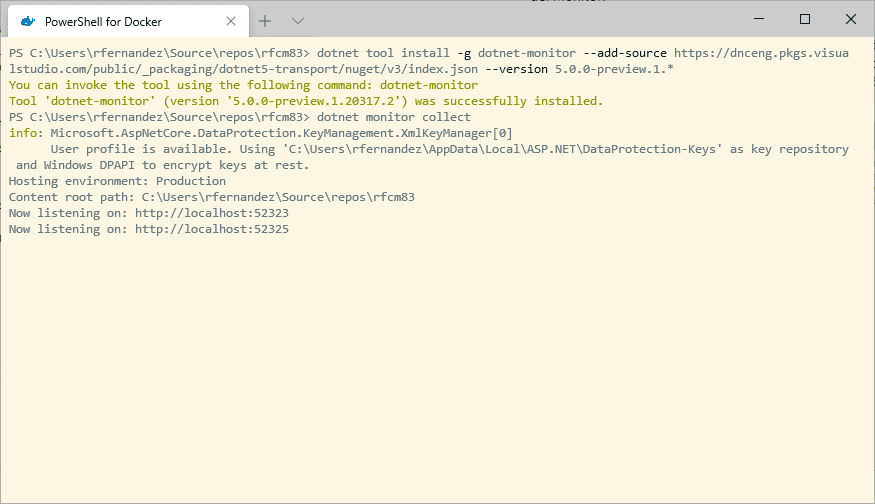 PowerShell for Docker
PS C:\Users\rfernandez\Source\repos\rfcm83> dotnet tool install -g dotnet-monitor --add-source https://dnceng.pkgs.visua
lstudio.com/public/_packaging/dotnet5-transport/nuget/v3/index.json --version 5.0.0-preview.1.*
You can invoke the tool using the following command: dotnet-monitor
Tool 'dotnet-monitor' (version '5.0.0-preview.1.20317.2') was successfully installed.
PS C:\Users\rfernandez\Source\repos\rfcm83> dotnet monitor collect
info: Microsoft.AspNetCore.DataProtection.KeyManagement.XmlKeyManager[0]
      User profile is available. Using 'C:\Users\rfernandez\AppData\Local\ASP.NET\DataProtection-Keys' as key repository
 and Windows DPAPI to encrypt keys at rest.
Hosting environment: Production
Content root path: C:\Users\rfernandez\Source\repos\rfcm83
Now listening on: http://localhost:52323
Now listening on: http://localhost:52325